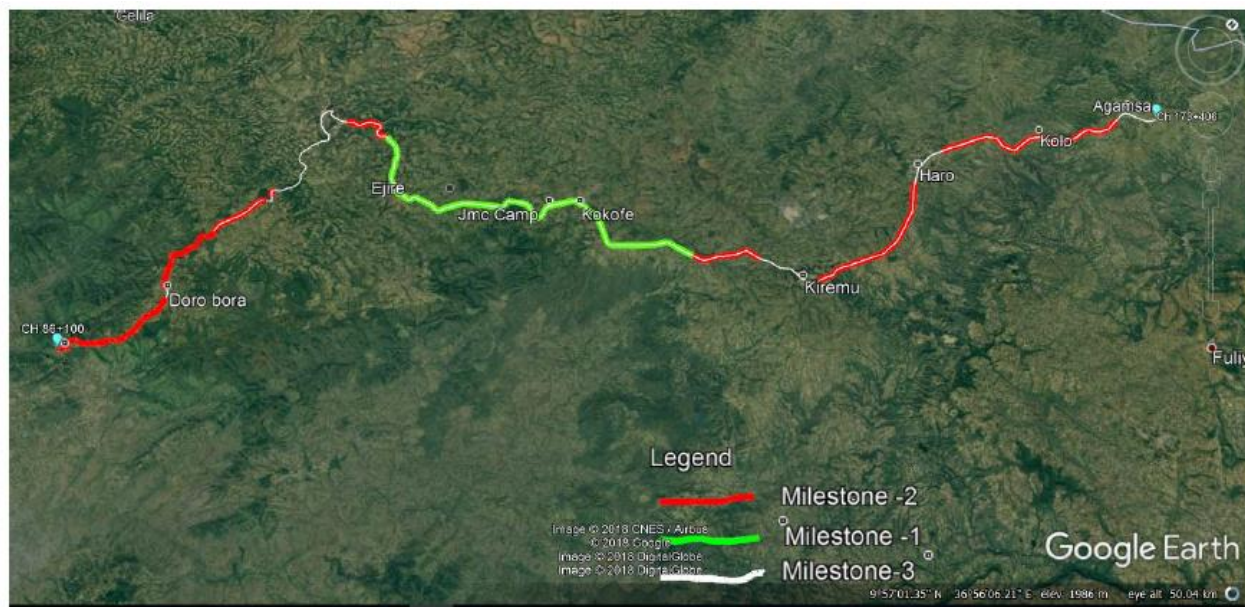 Gelila
Agamsa
CH 179+400
Kolo
Haro
Ejire
Jmc Camp
Kokofe
Kiremu
Doro bora
CH 86+100
Legend
Milestone -2
Milestone -1
Milestone-3
Image © 2018 CNES / Airbus
© 2018 Google
Image © 2018 DigitalGlobe
Image © 2018 DigitalGlobe
Google Earth
9°57'01.35" N 36°56'06.21" E elev 1986 m eye alt 50.04 km